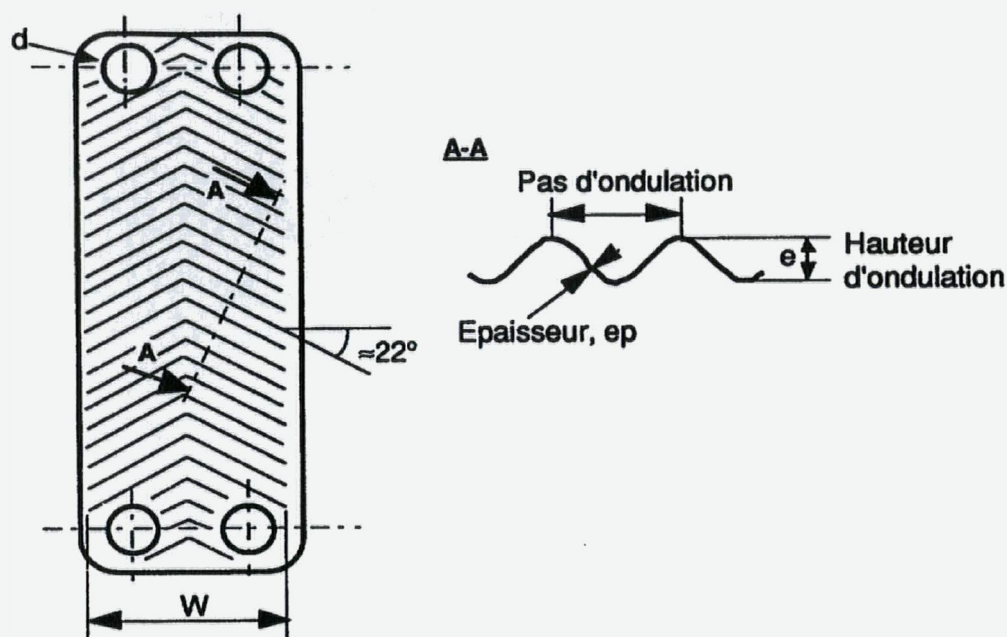 d
A-A
Pas d'ondulation
A
e
Hauteur
d'ondulation
Epaisseur, ep
A
≈22°
W